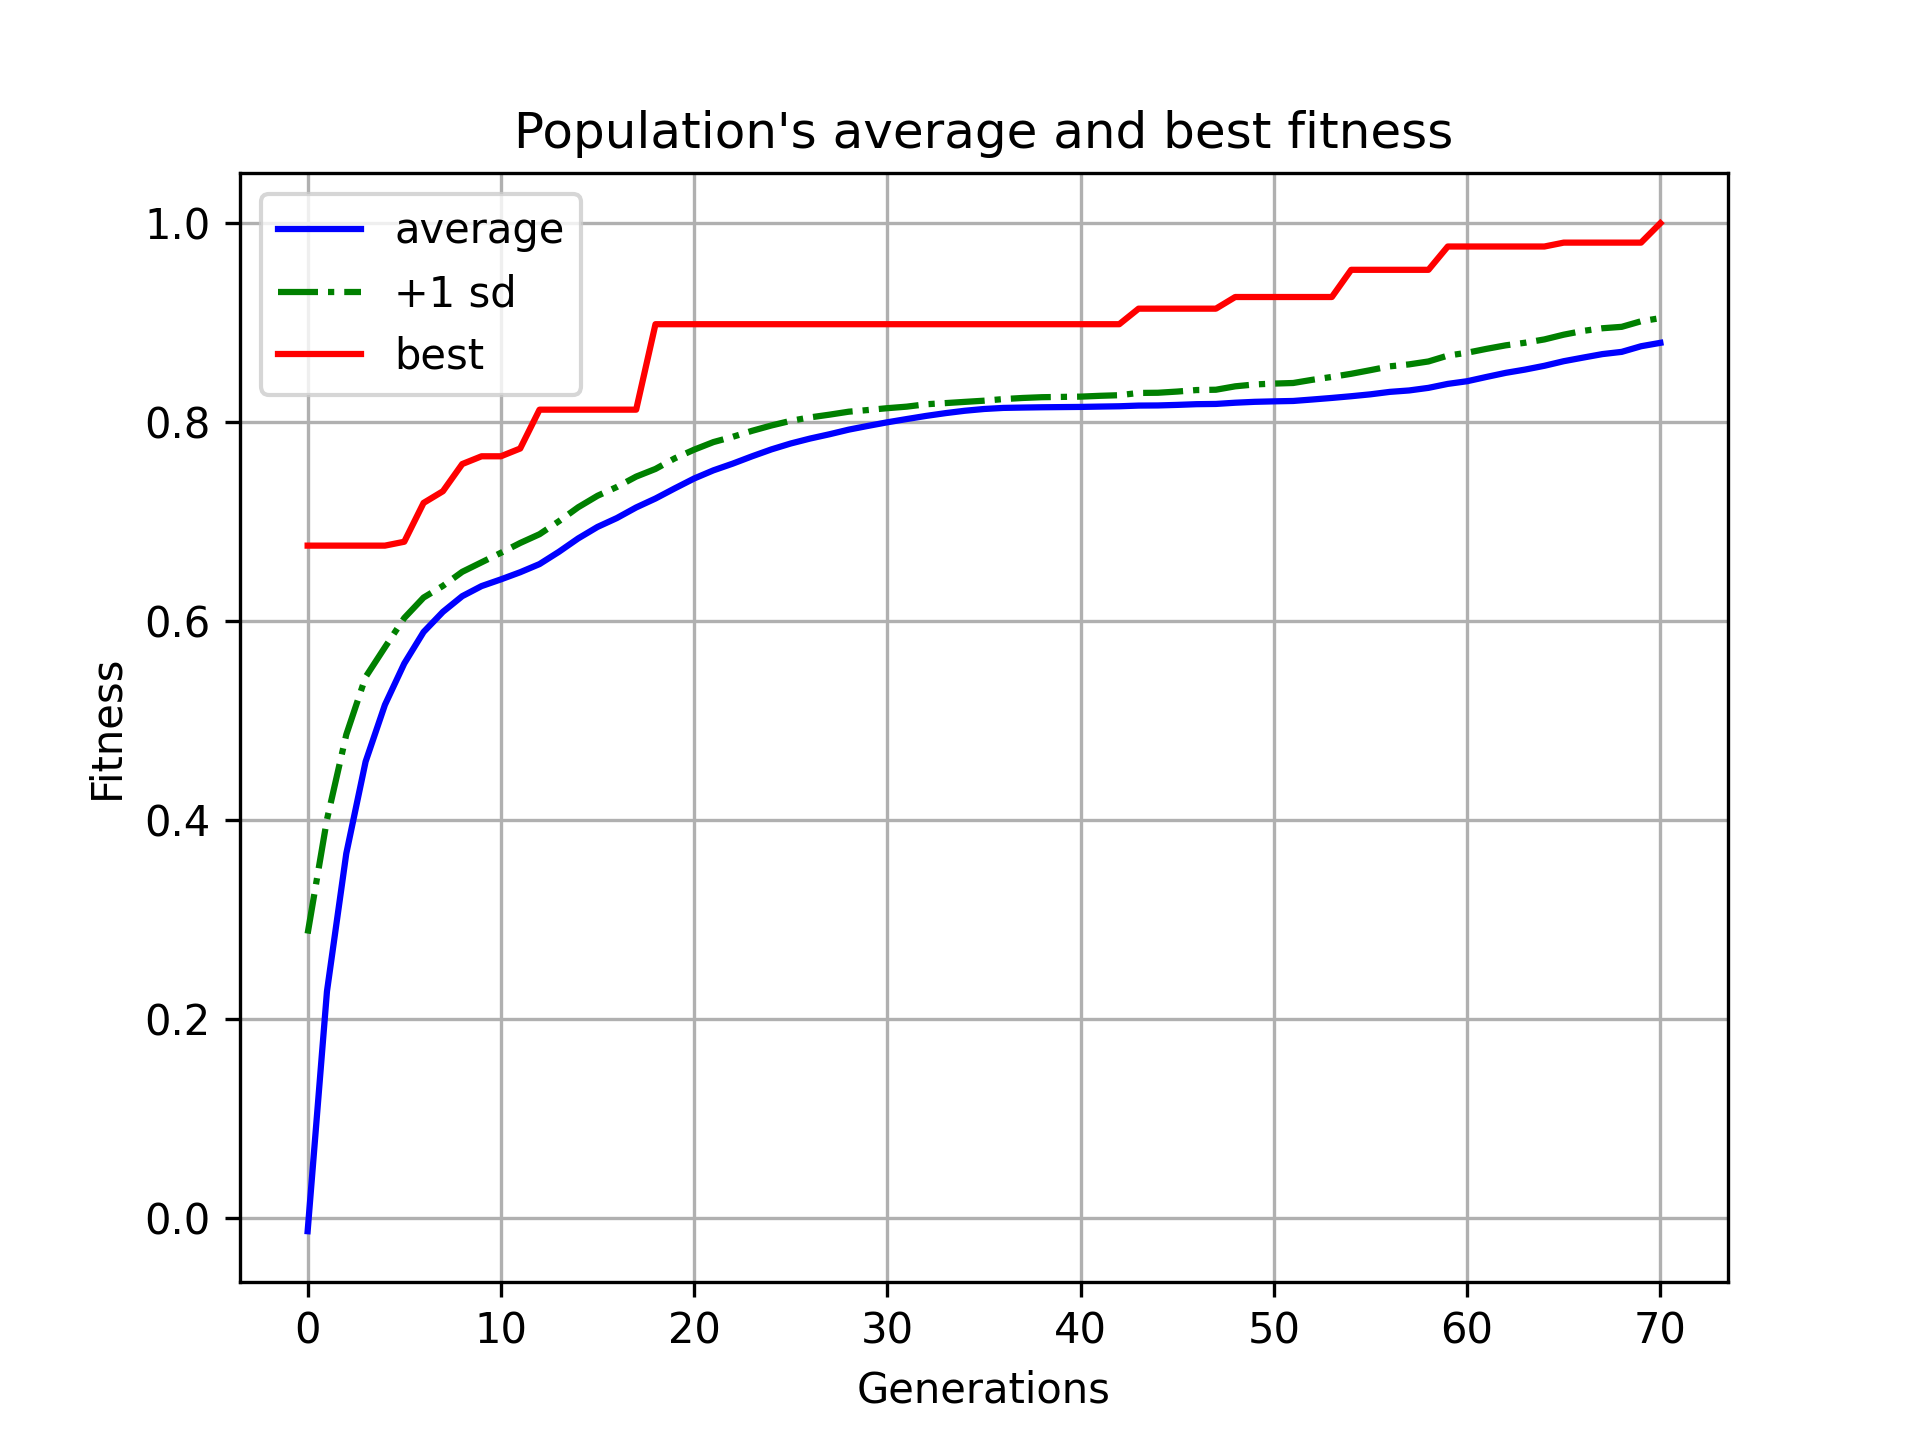 Population's average and best fitness
average
+1 sd
best
1.0
0.8
0.6
0.4
0.2
0.0
Fitness
0 10 20 30 40 50 60 70
Generations